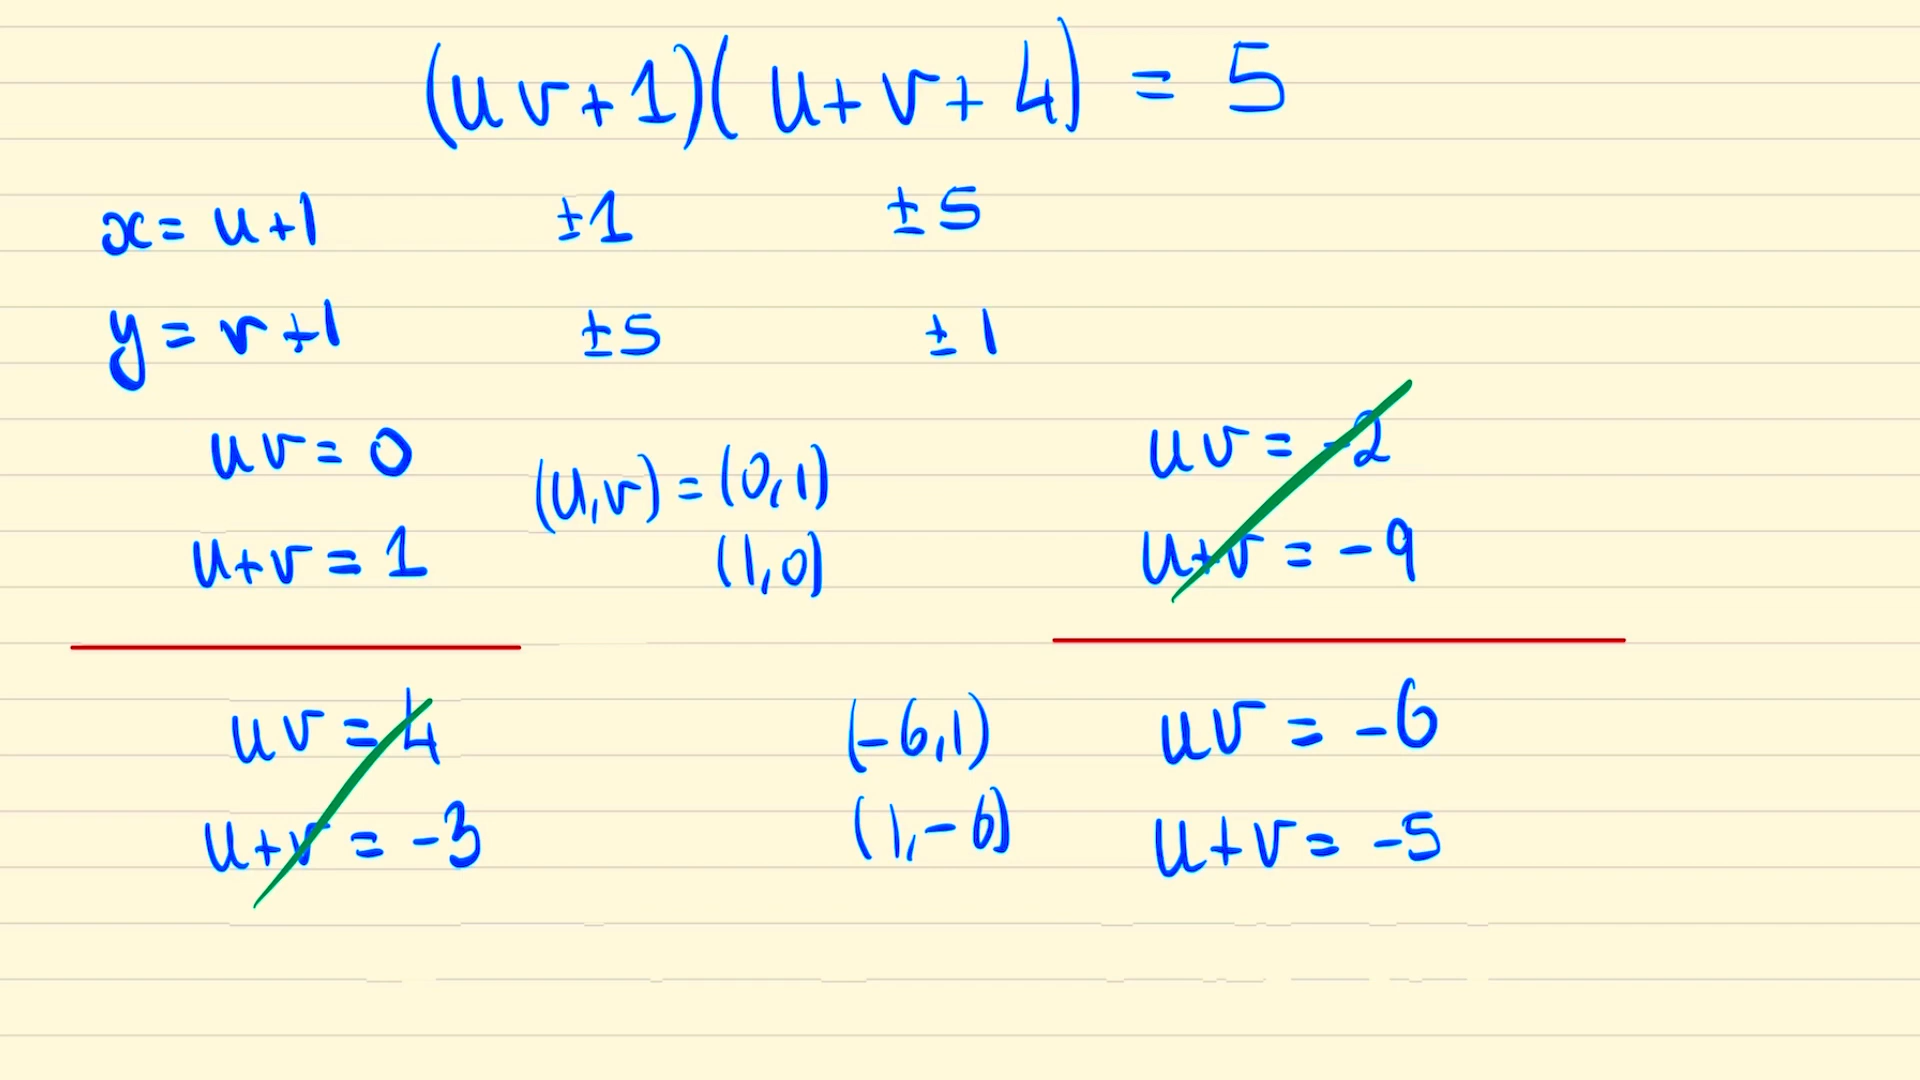 (uv+1)(u+v+4) = 5
x = u+1 ±1 ±5
y = v+1 ±5 ±1
uv = 0 (u,v) = (0,1) uv = -2
u+v = 1 (1,0) u+v = -9
uv = 4 (-6,1) uv = -6
u+v = -3 (1,-6) u+v = -5